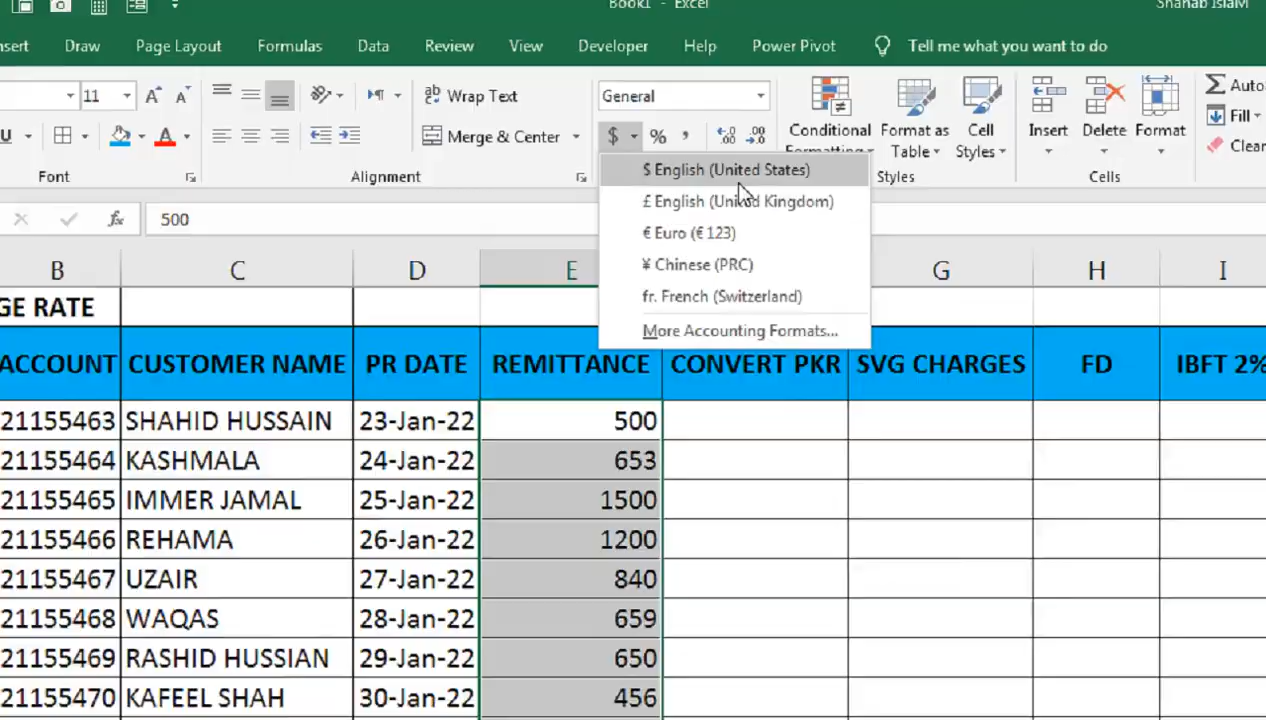 Book1 - Excel
Shahab IslaM
nsert Draw Page Layout Formulas Data Review View Developer Help Power Pivot Tell me what you want to do
11 A A ab Wrap Text General Auto
U A Merge & Center $ % , Conditional Formatting Format as Table Cell Styles Insert Delete Format Fill
Clear
Font Alignment Styles Cells
$ English (United States)
£ English (United Kingdom)
€ Euro (€ 123)
¥ Chinese (PRC)
fr. French (Switzerland)
More Accounting Formats...
fx 500
B C D E G H I
GE RATE
ACCOUNT CUSTOMER NAME PR DATE REMITTANCE CONVERT PKR SVG CHARGES FD IBFT 2%
21155463 SHAHID HUSSAIN 23-Jan-22 500
21155464 KASHMALA 24-Jan-22 653
21155465 IMMER JAMAL 25-Jan-22 1500
21155466 REHAMA 26-Jan-22 1200
21155467 UZAIR 27-Jan-22 840
21155468 WAQAS 28-Jan-22 659
21155469 RASHID HUSSIAN 29-Jan-22 650
21155470 KAFEEL SHAH 30-Jan-22 456